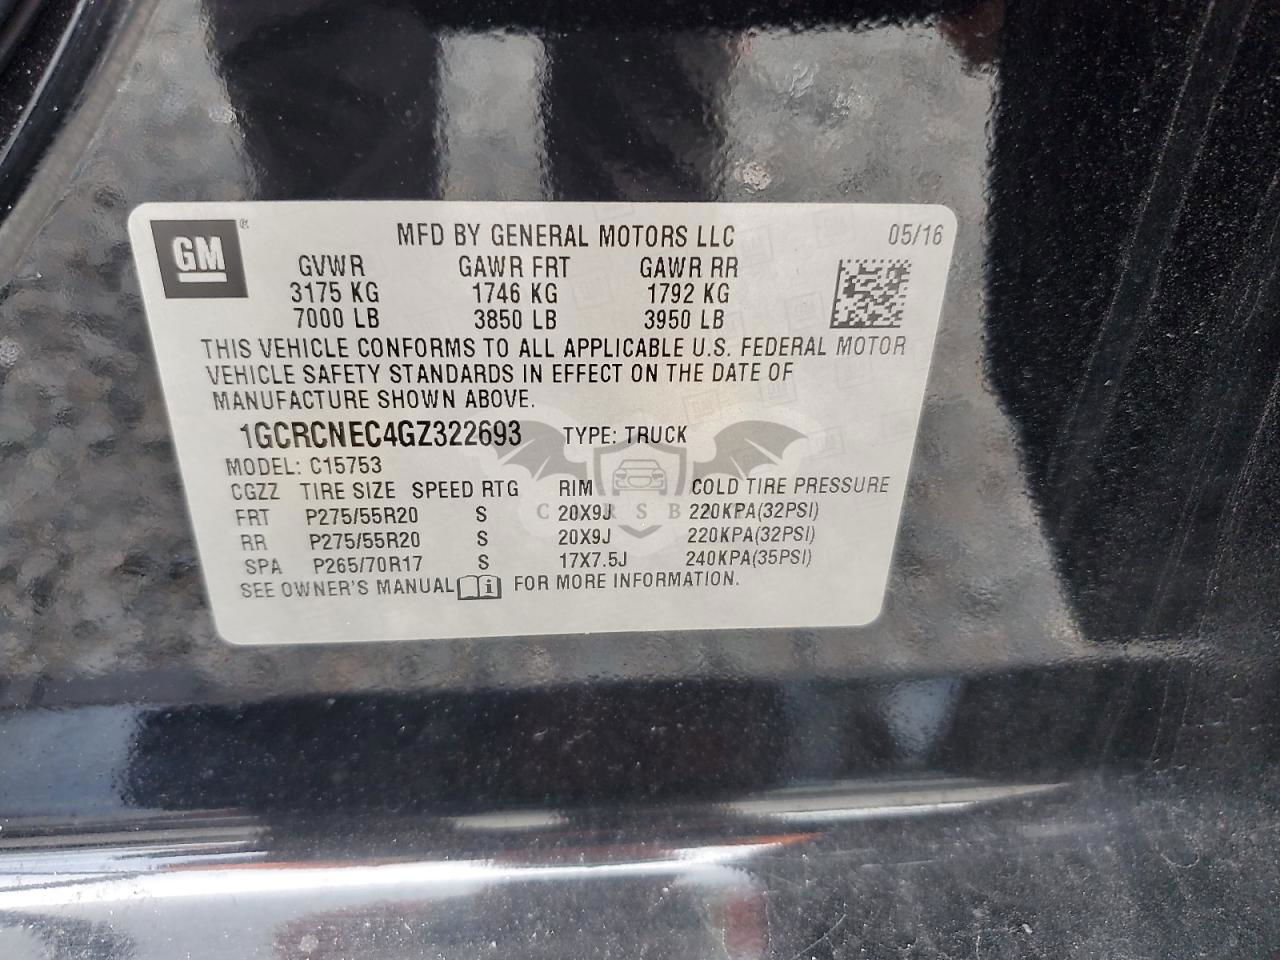 GM® MFD BY GENERAL MOTORS LLC 05/16
GVWR GAWR FRT GAWR RR
3175 KG 1746 KG 1792 KG
7000 LB 3850 LB 3950 LB
THIS VEHICLE CONFORMS TO ALL APPLICABLE U.S. FEDERAL MOTOR
VEHICLE SAFETY STANDARDS IN EFFECT ON THE DATE OF
MANUFACTURE SHOWN ABOVE.
1GCRCNEC4GZ322693 TYPE: TRUCK
MODEL: C15753
CGZZ TIRE SIZE SPEED RTG RIM COLD TIRE PRESSURE
FRT P275/55R20 S 20X9J 220KPA(32PSI)
RR P275/55R20 S 20X9J 220KPA(32PSI)
SPA P265/70R17 S 17X7.5J 240KPA(35PSI)
SEE OWNER'S MANUAL i FOR MORE INFORMATION.